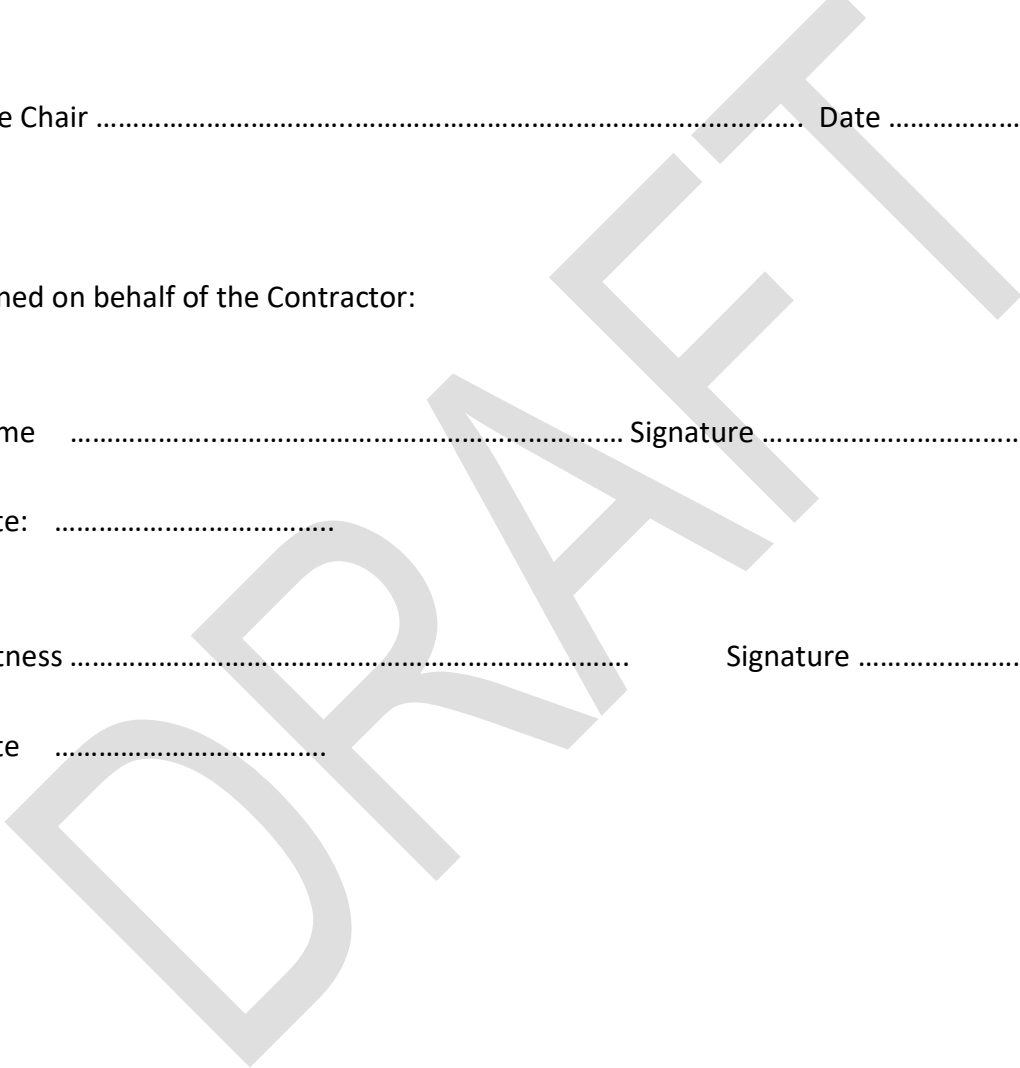 e Chair ………………………………………………………………………………. Date ………………
ned on behalf of the Contractor:
me ……………………………………………………………… Signature ……………………………
te: ………………………………..
tness ……………………………………………………………… Signature …………………
te ……………………………….
DRAFT